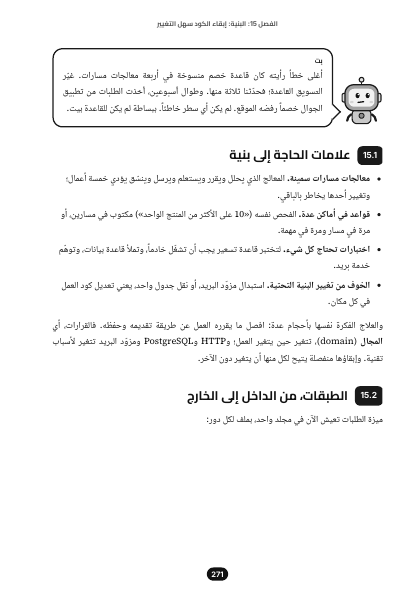 الفصل 15: البنية: إبقاء الكود سهل التغيير
بت
أغلى خطأ رأيته كان قاعدة خصم منسوخة في أربعة معالجات مسارات. غيّر
التسويق القاعدة؛ فحدّثنا ثلاثة منها. وطوال أسبوعين، أخذت الطلبات من تطبيق
الجوال خصماً رفضه الموقع. لم يكن أي سطر خاطئاً. ببساطة لم يكن للقاعدة بيت.
15.1 علامات الحاجة إلى بنية
• معالجات مسارات سمينة. المعالج الذي يحلل ويقرر ويستعلم ويرسل وينسّق يؤدي خمسة أعمال؛
وتغيير أحدها يخاطر بالباقي.
• قواعد في أماكن عدة. الفحص نفسه («10 على الأكثر من المنتج الواحد») مكتوب في مسارين، أو
مرة في مسار ومرة في مهمة.
• اختبارات تحتاج كل شيء. لتختبر قاعدة تسعير يجب أن تشغّل خادماً، وتملأ قاعدة بيانات، وتوهّم
خدمة بريد.
• الخوف من تغيير البنية التحتية. استبدال مزوّد البريد، أو نقل جدول واحد، يعني تعديل كود العمل
في كل مكان.
والعلاج الفكرة نفسها بأحجام عدة: افصل ما يقرره العمل عن طريقة تقديمه وحفظه. فالقرارات، أي
المجال (domain)، تتغير حين يتغير العمل؛ وHTTP وPostgreSQL ومزوّد البريد تتغير لأسباب
تقنية. وإبقاؤها منفصلة يتيح لكل منها أن يتغير دون الآخر.
15.2 الطبقات، من الداخل إلى الخارج
ميزة الطلبات تعيش الآن في مجلد واحد، بملف لكل دور:
271